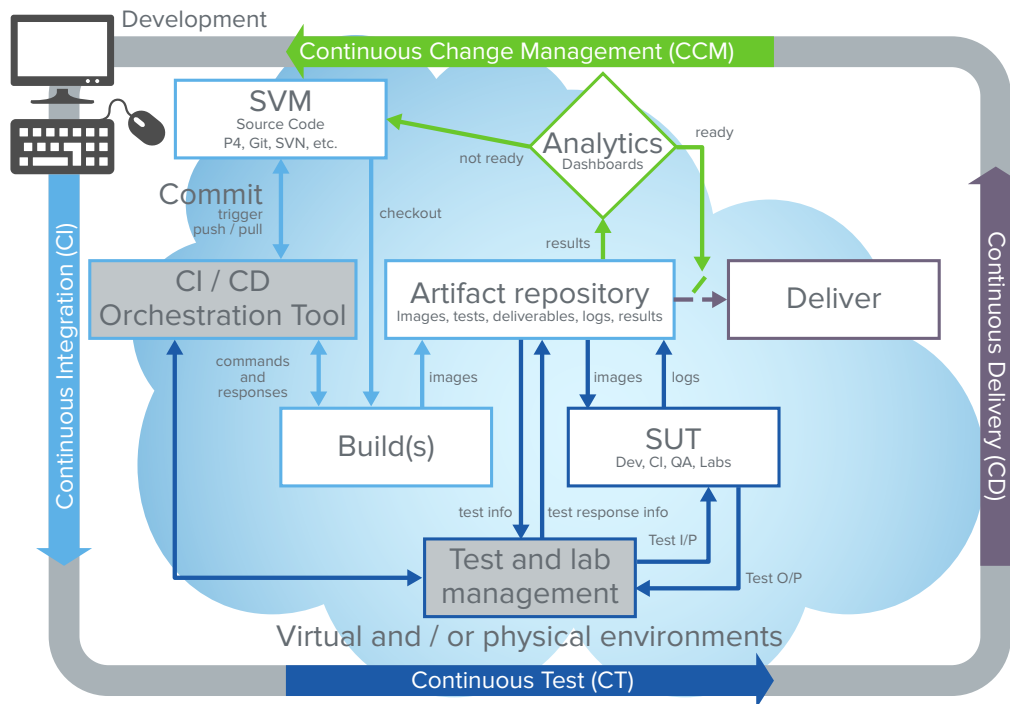 Development
Continuous Change Management (CCM)
SVM
Source Code
P4, Git, SVN, etc.
Analytics
Dashboards
not ready
ready
Commit
trigger
push / pull
checkout
results
CI / CD
Orchestration Tool
Artifact repository
Images, tests, deliverables, logs, results
Deliver
commands
and
responses
images
images
logs
Build(s)
SUT
Dev, CI, QA, Labs
test info
test response info
Test I/P
Test O/P
Test and lab
management
Virtual and / or physical environments
Continuous Integration (CI)
Continuous Test (CT)
Continuous Delivery (CD)